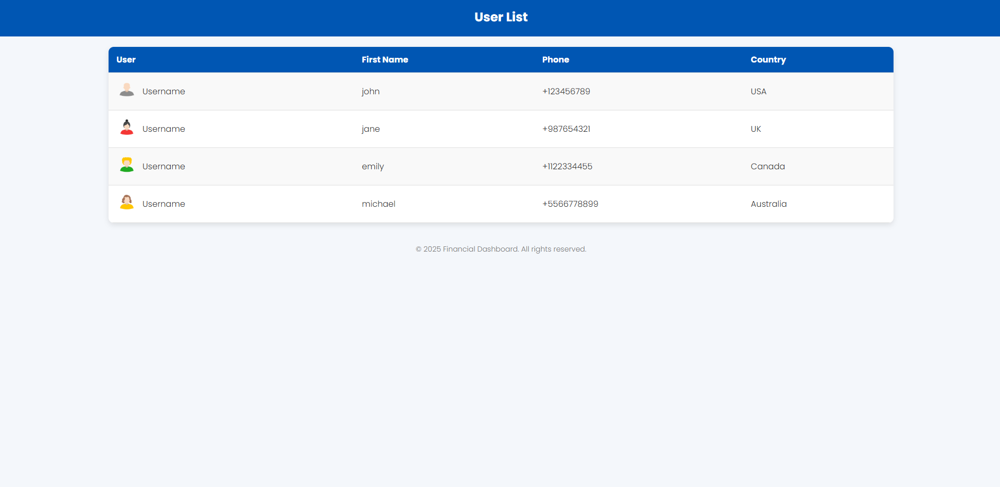 User List
User First Name Phone Country
Username john +123456789 USA
Username jane +987654321 UK
Username emily +1122334455 Canada
Username michael +5566778899 Australia
© 2025 Financial Dashboard. All rights reserved.